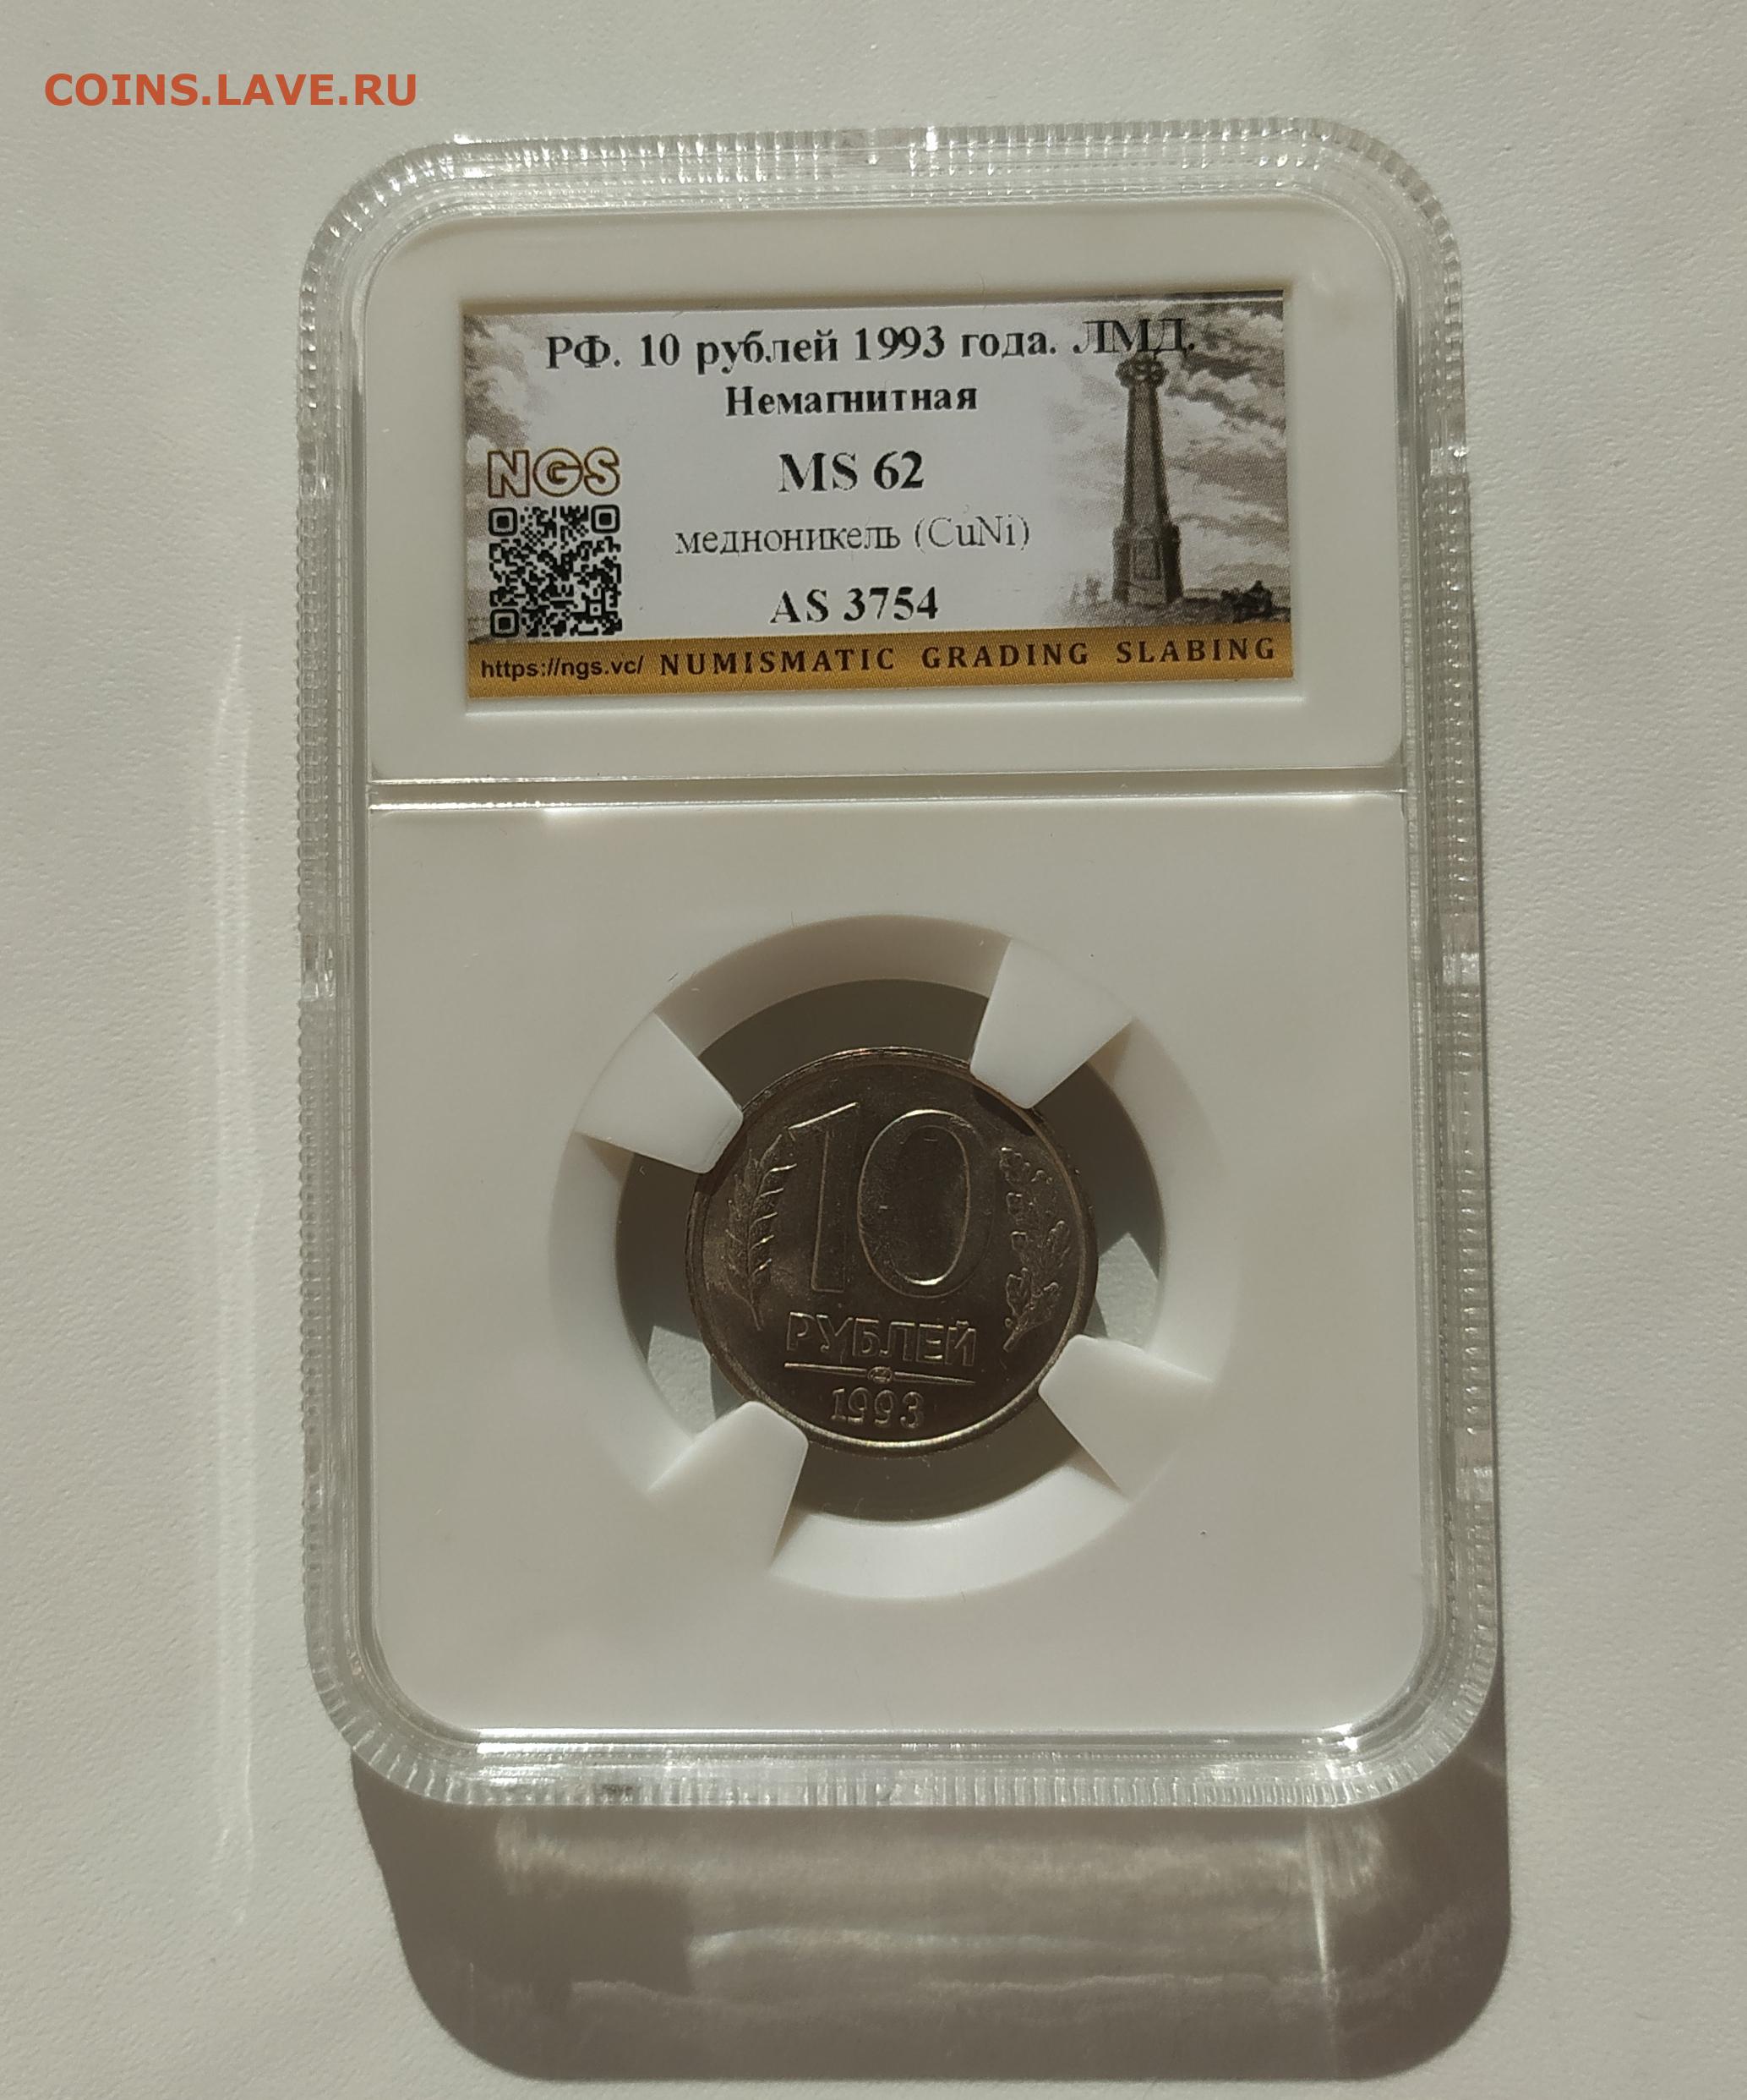 COINS.LAVE.RU
РФ. 10 рублей 1993 года. ЛМД.
Немагнитная
NGS
MS 62
медноникель (CuNi)
AS 3754
https://ngs.vc/ NUMISMATIC GRADING SLABING
10
РУБЛЕЙ
1993